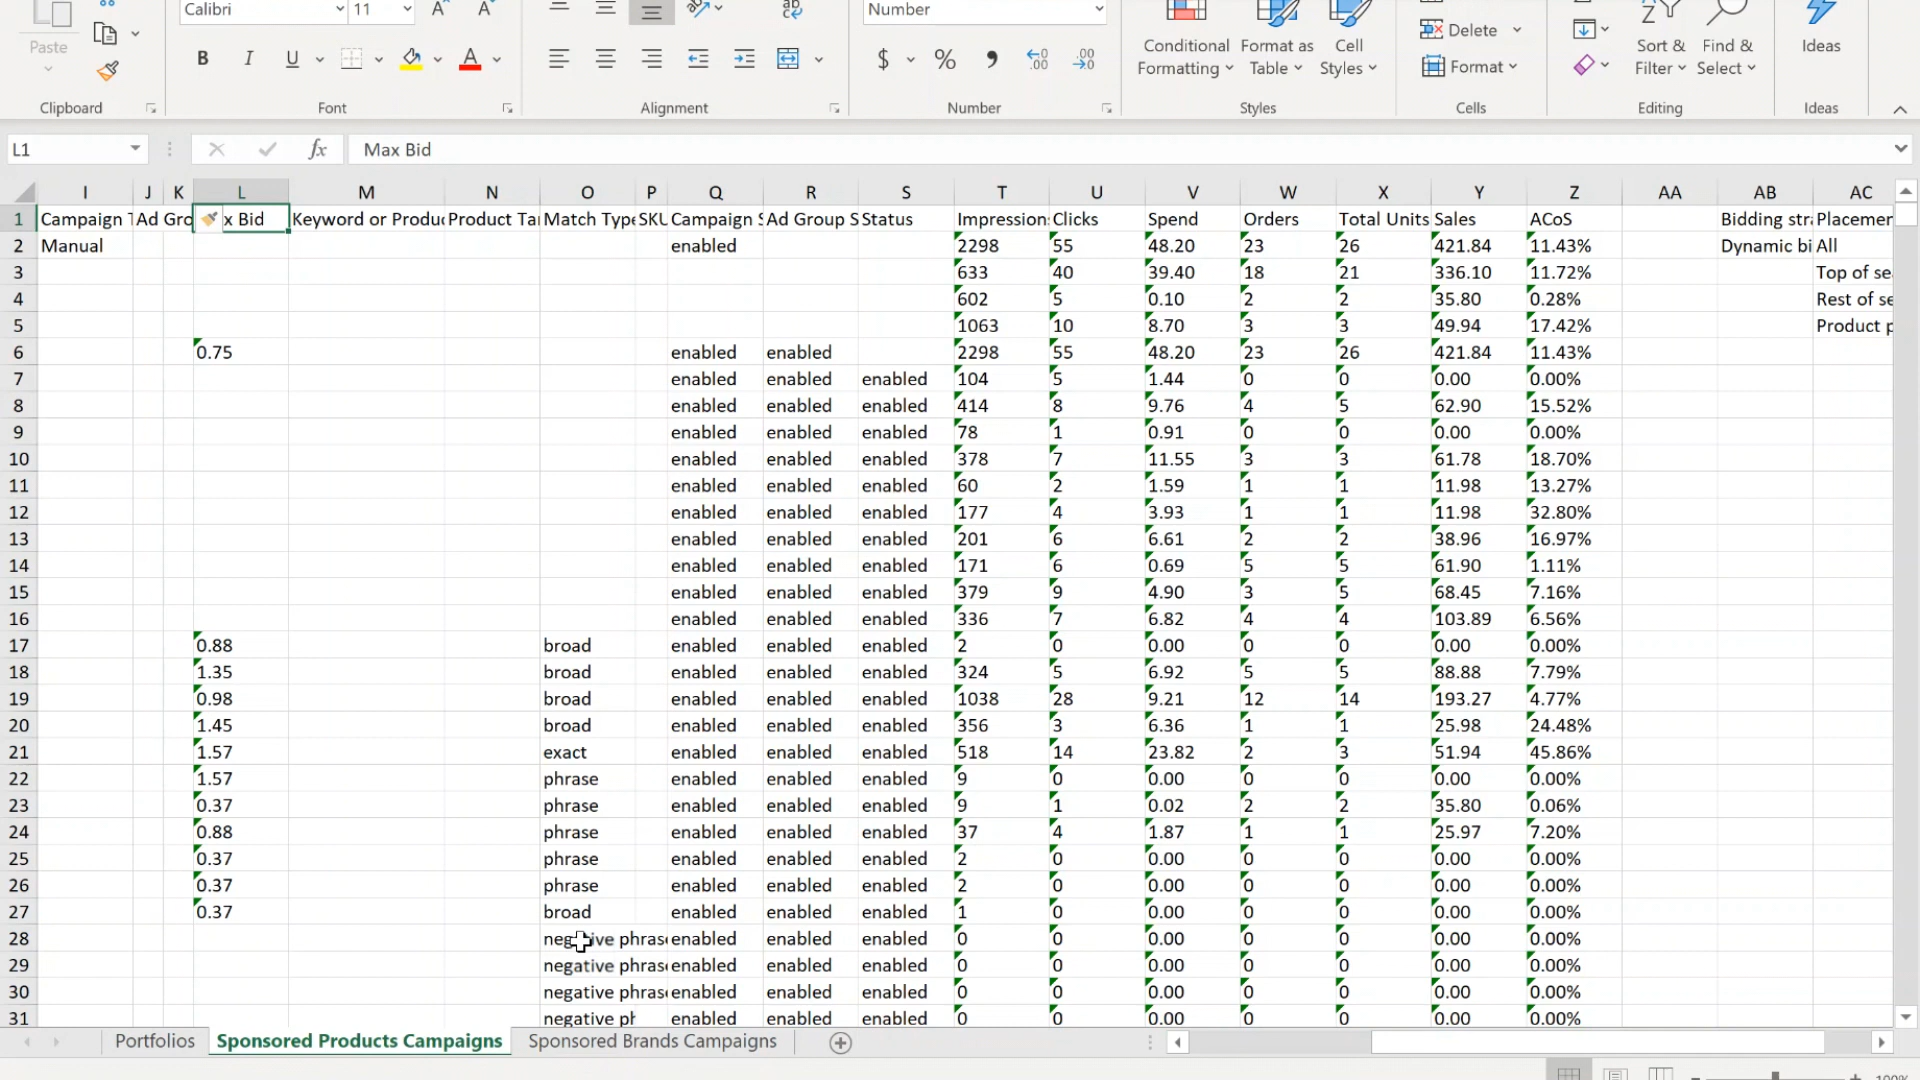 Calibri 11 Number
Paste
B I U A $ % ,
Conditional Formatting Format as Table Cell Styles
Delete
Format
Sort & Filter Find & Select
Ideas
Clipboard Font Alignment Number Styles Cells Editing Ideas
L1 fx Max Bid
I J K L M N O P Q R S T U V W X Y Z AA AB AC
1 Campaign T Ad Gro x Bid Keyword or Produc Product Tar Match Type SKU Campaign S Ad Group S Status Impressions Clicks Spend Orders Total Units Sales ACoS Bidding stra Placemen
2 Manual enabled 2298 55 48.20 23 26 421.84 11.43% Dynamic bi All
3 633 40 39.40 18 21 336.10 11.72% Top of se
4 602 5 0.10 2 2 35.80 0.28% Rest of se
5 1063 10 8.70 3 3 49.94 17.42% Product p
6 0.75 enabled enabled 2298 55 48.20 23 26 421.84 11.43%
7 enabled enabled enabled 104 5 1.44 0 0 0.00 0.00%
8 enabled enabled enabled 414 8 9.76 4 5 62.90 15.52%
9 enabled enabled enabled 78 1 0.91 0 0 0.00 0.00%
10 enabled enabled enabled 378 7 11.55 3 3 61.78 18.70%
11 enabled enabled enabled 60 2 1.59 1 1 11.98 13.27%
12 enabled enabled enabled 177 4 3.93 1 1 11.98 32.80%
13 enabled enabled enabled 201 6 6.61 2 2 38.96 16.97%
14 enabled enabled enabled 171 6 0.69 5 5 61.90 1.11%
15 enabled enabled enabled 379 9 4.90 3 5 68.45 7.16%
16 enabled enabled enabled 336 7 6.82 4 4 103.89 6.56%
17 0.88 broad enabled enabled enabled 2 0 0.00 0 0 0.00 0.00%
18 1.35 broad enabled enabled enabled 324 5 6.92 5 5 88.88 7.79%
19 0.98 broad enabled enabled enabled 1038 28 9.21 12 14 193.27 4.77%
20 1.45 broad enabled enabled enabled 356 3 6.36 1 1 25.98 24.48%
21 1.57 exact enabled enabled enabled 518 14 23.82 2 3 51.94 45.86%
22 1.57 phrase enabled enabled enabled 9 0 0.00 0 0 0.00 0.00%
23 0.37 phrase enabled enabled enabled 9 1 0.02 2 2 35.80 0.06%
24 0.88 phrase enabled enabled enabled 37 4 1.87 1 1 25.97 7.20%
25 0.37 phrase enabled enabled enabled 2 0 0.00 0 0 0.00 0.00%
26 0.37 phrase enabled enabled enabled 2 0 0.00 0 0 0.00 0.00%
27 0.37 broad enabled enabled enabled 1 0 0.00 0 0 0.00 0.00%
28 negative phrase enabled enabled enabled 0 0 0.00 0 0 0.00 0.00%
29 negative phrase enabled enabled enabled 0 0 0.00 0 0 0.00 0.00%
30 negative phrase enabled enabled enabled 0 0 0.00 0 0 0.00 0.00%
31 negative ph enabled enabled enabled 0 0 0.00 0 0 0.00 0.00%
Portfolios Sponsored Products Campaigns Sponsored Brands Campaigns